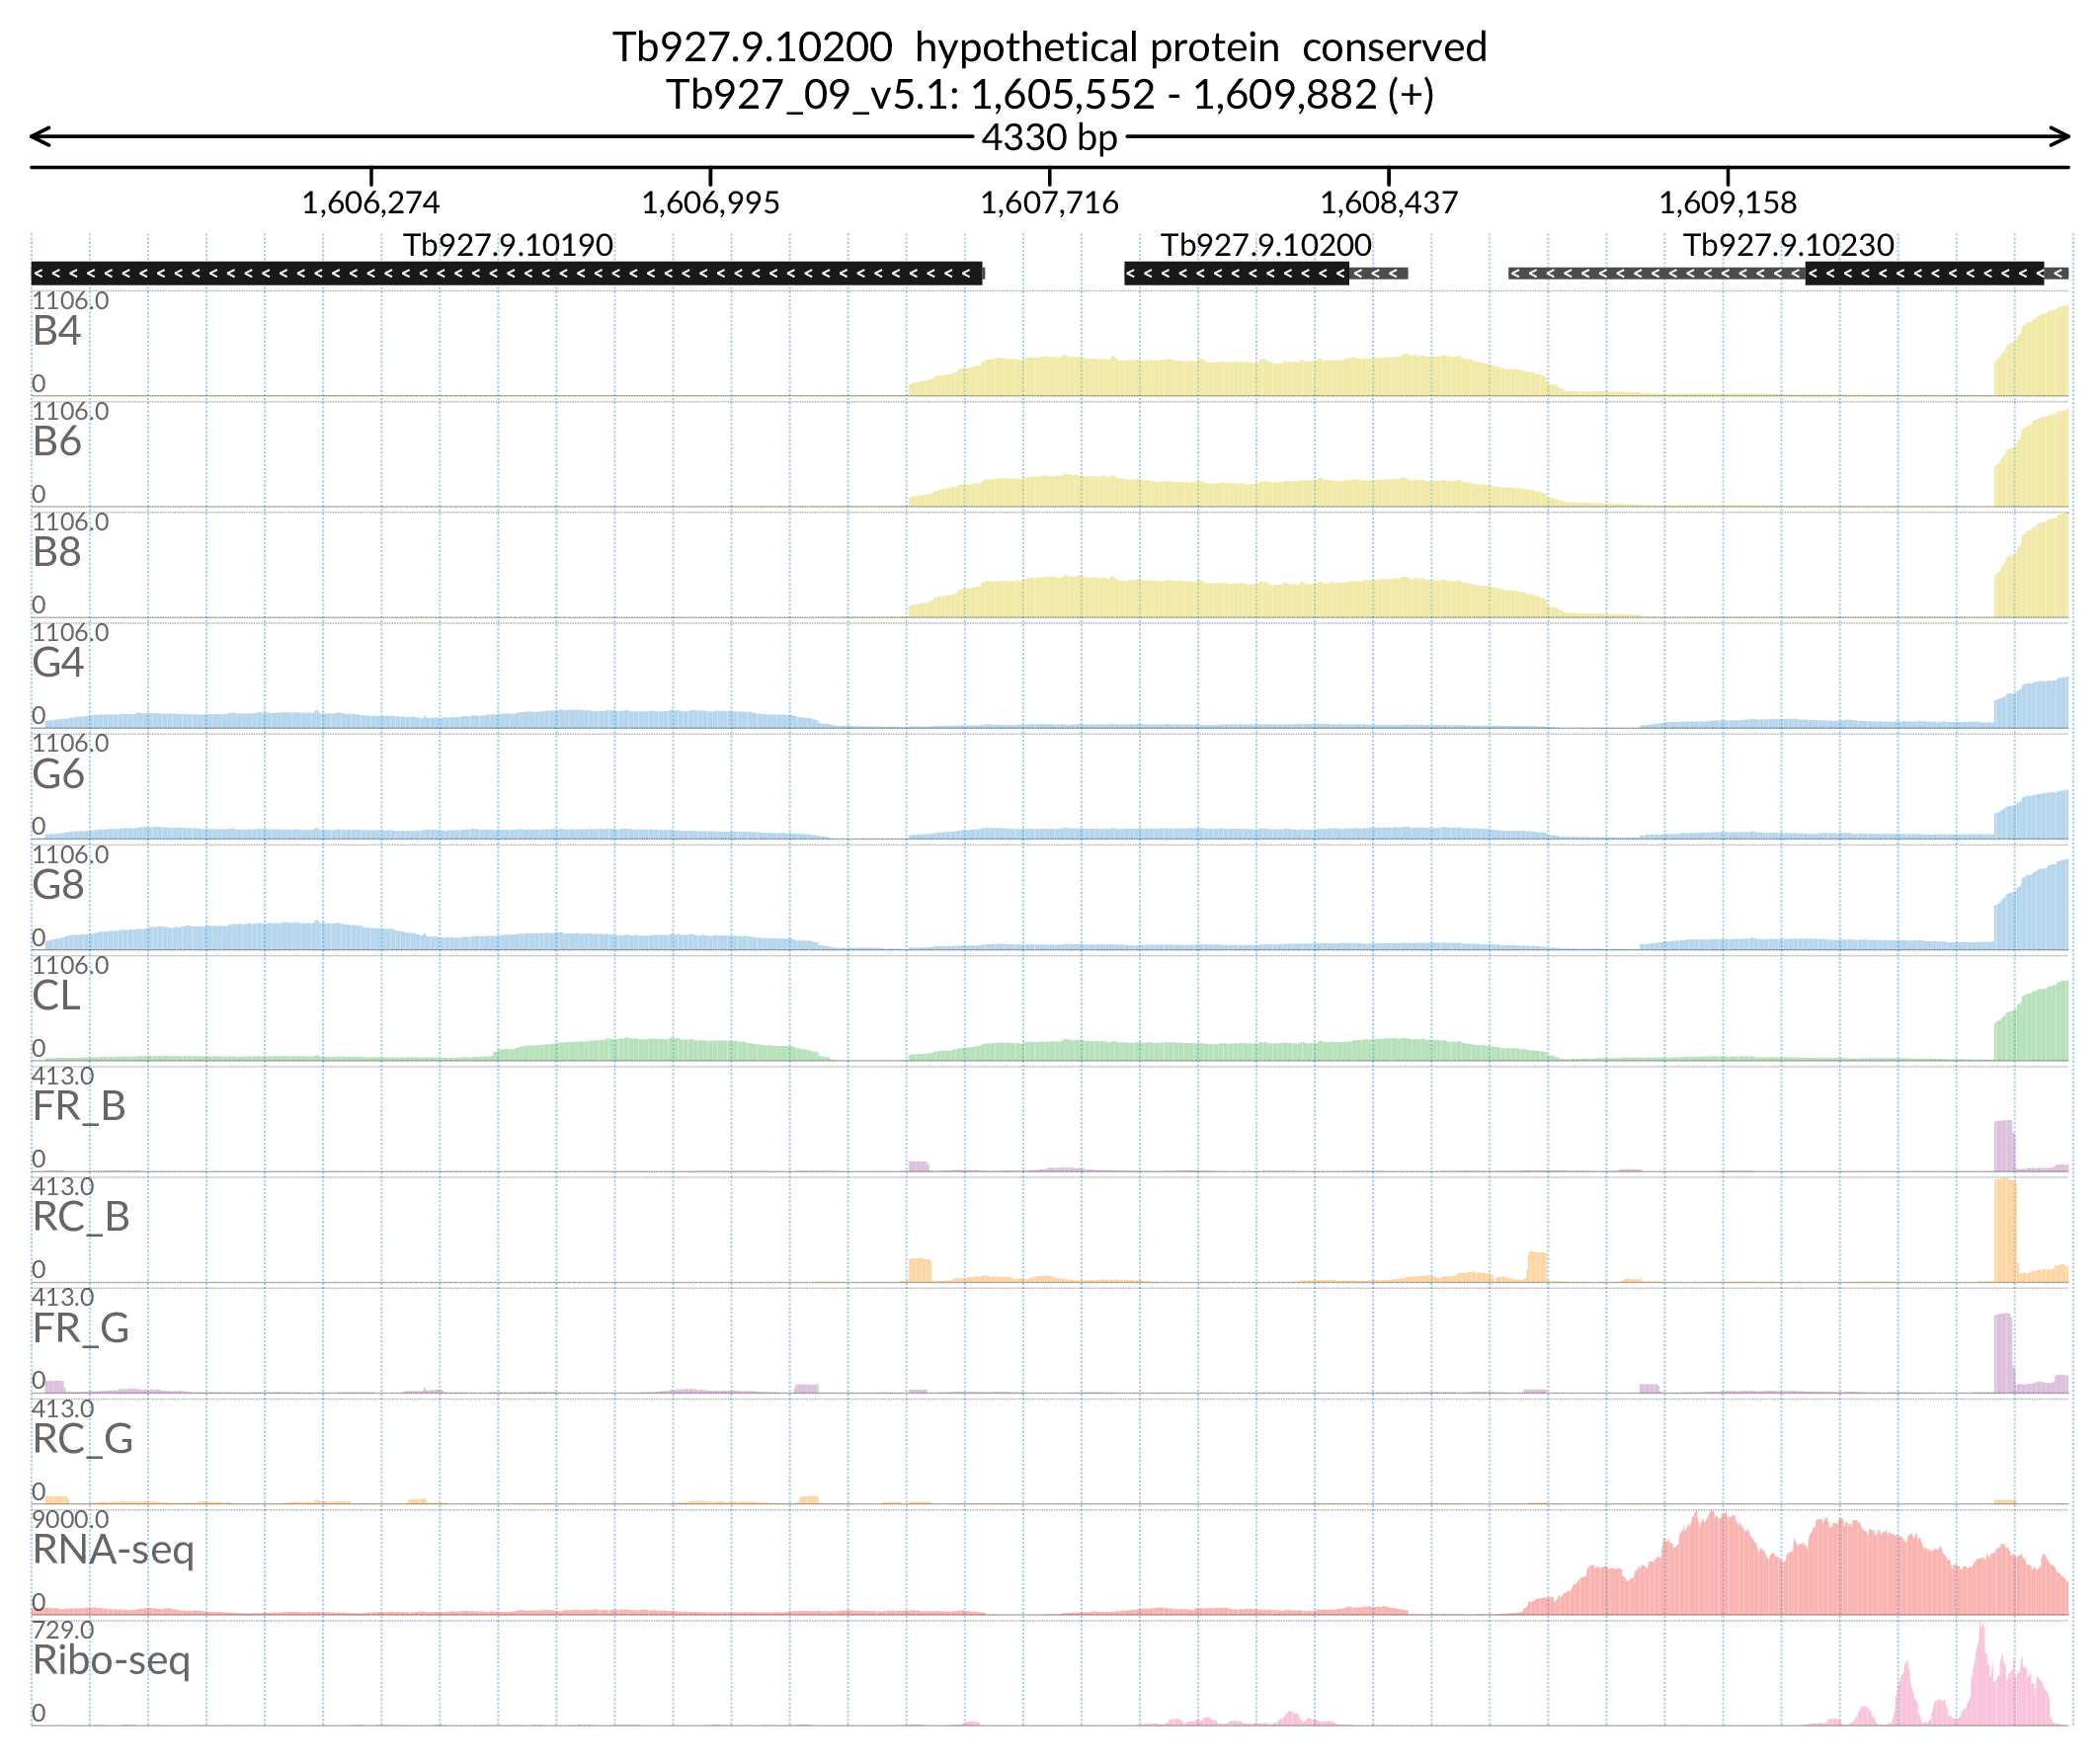 Tb927.9.10200 hypothetical protein conserved
Tb927_09_v5.1: 1,605,552 - 1,609,882 (+)
4330 bp
1,606,274 1,606,995 1,607,716 1,608,437 1,609,158
Tb927.9.10190 Tb927.9.10200 Tb927.9.10230
1106.0
B4
0
1106.0
B6
0
1106.0
B8
0
1106.0
G4
0
1106.0
G6
0
1106.0
G8
0
1106.0
CL
0
413.0
FR_B
0
413.0
RC_B
0
413.0
FR_G
0
413.0
RC_G
0
9000.0
RNA-seq
0
729.0
Ribo-seq
0